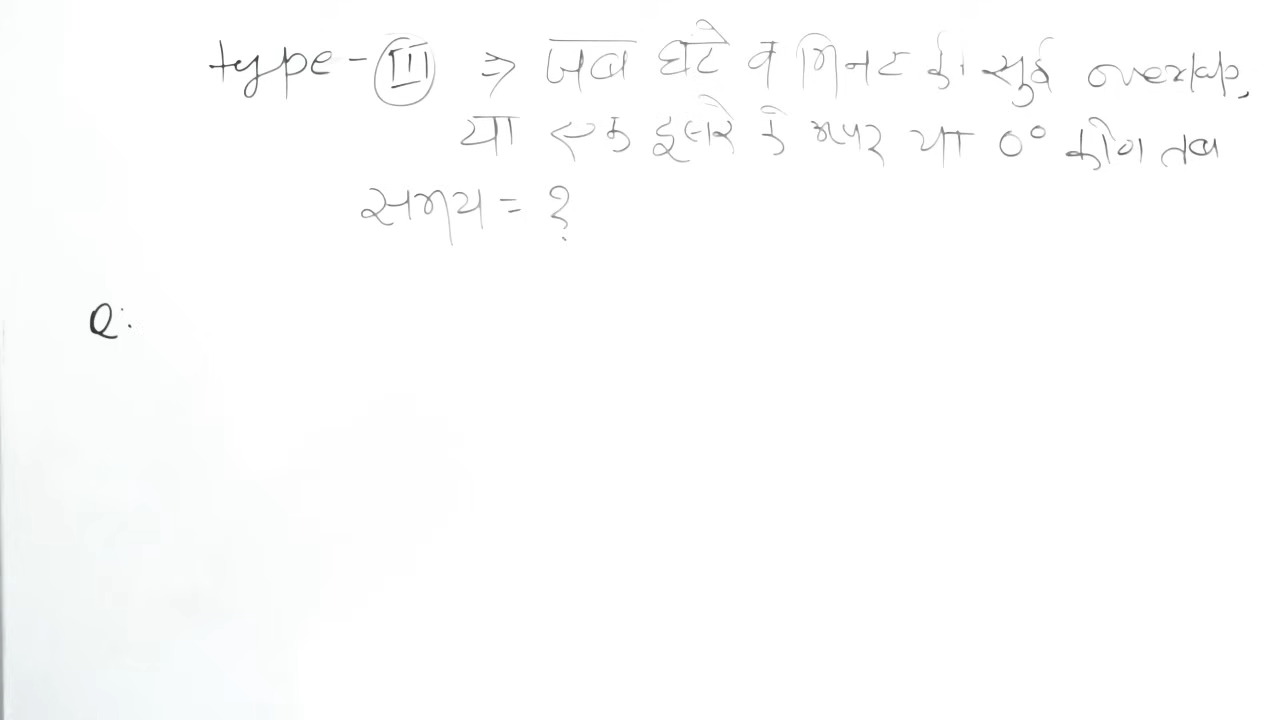 type-III ⇒ जब घंटे व मिनट की सुई overlap,
या एक दूसरे के ऊपर या 0° कोण तब
समय = ?
Q.